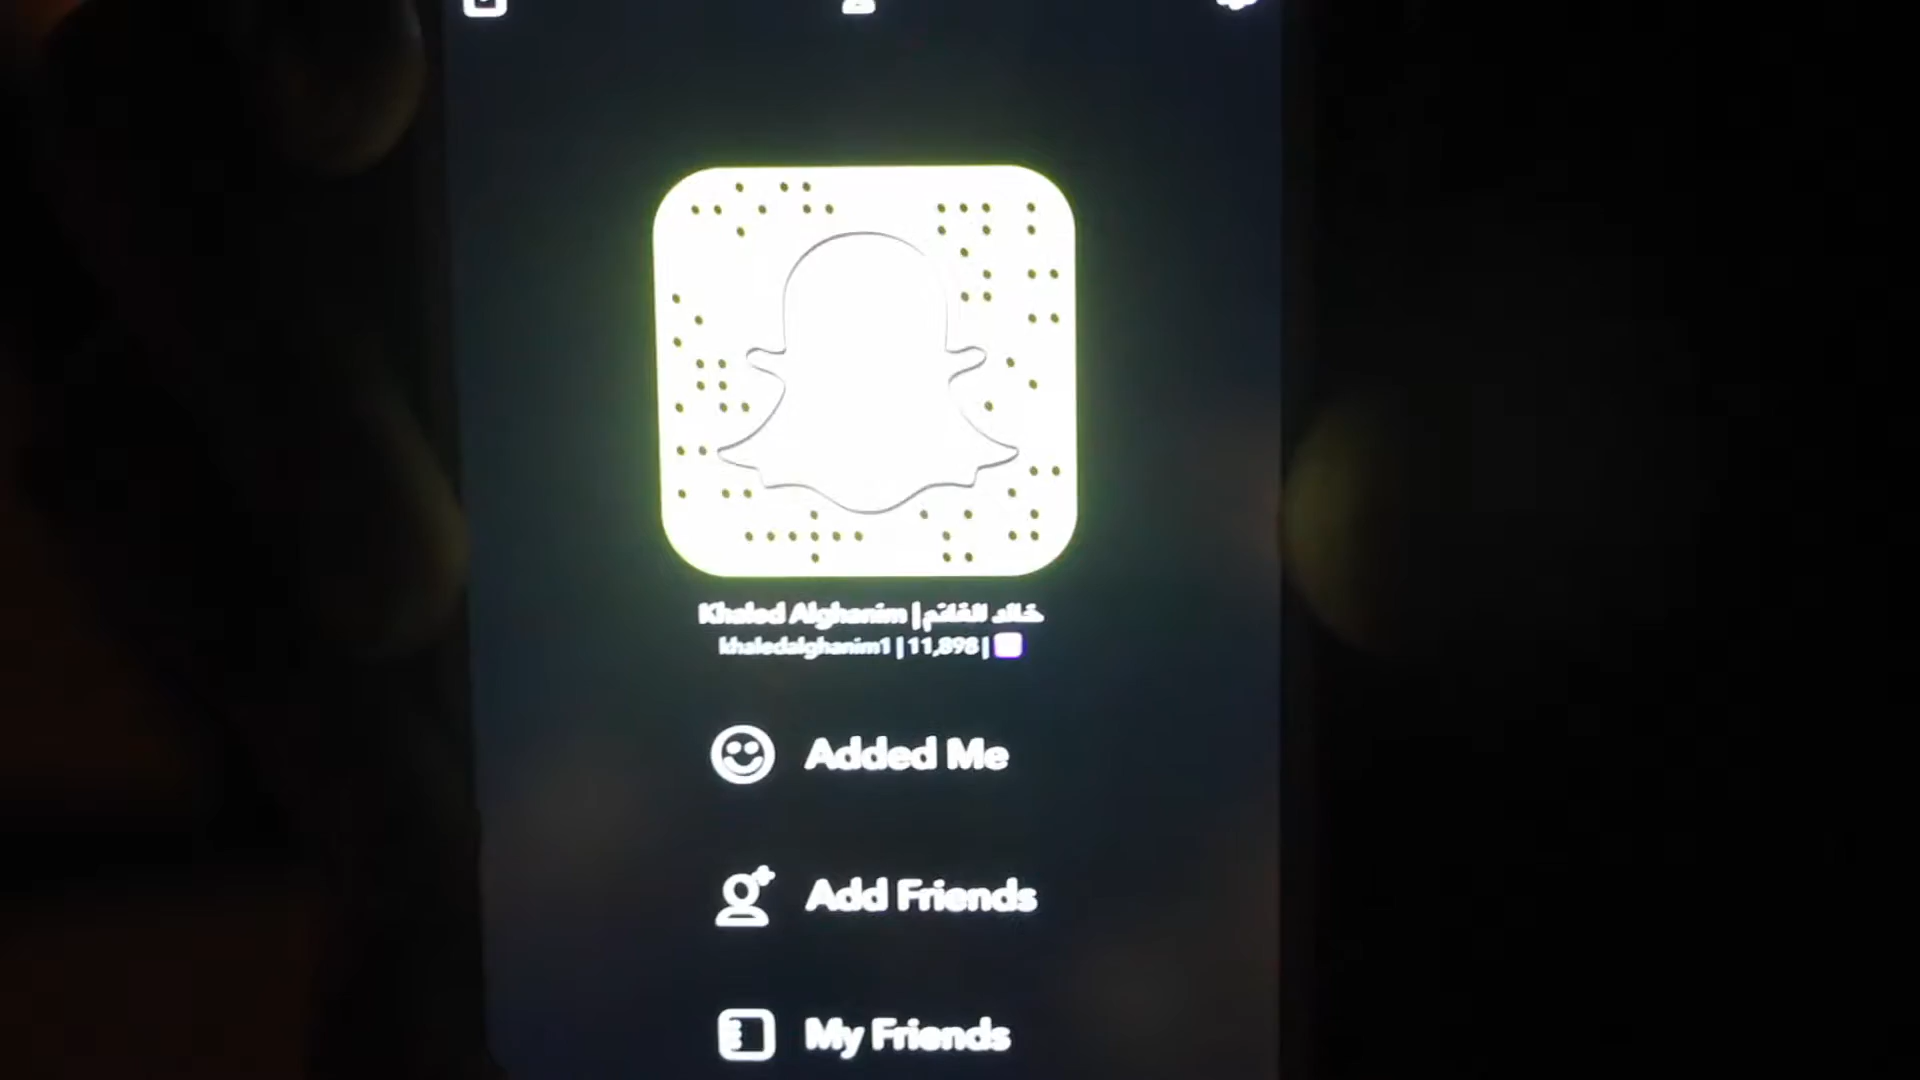 Khaled Alghanim | خالد الغانم
khaledalghanim1 | 11,898 |
Added Me
Add Friends
My Friends